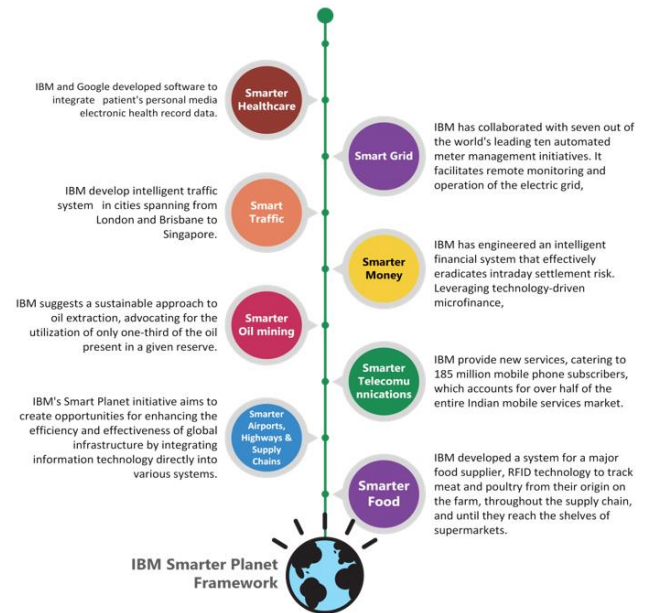 IBM and Google developed software to
integrate patient's personal media
electronic health record data.
Smarter
Healthcare
Smart Grid
IBM has collaborated with seven out of
the world's leading ten automated
meter management initiatives. It
facilitates remote monitoring and
operation of the electric grid,
IBM develop intelligent traffic
system in cities spanning from
London and Brisbane to
Singapore.
Smart
Traffic
Smarter
Money
IBM has engineered an intelligent
financial system that effectively
eradicates intraday settlement risk.
Leveraging technology-driven
microfinance,
IBM suggests a sustainable approach to
oil extraction, advocating for the
utilization of only one-third of the oil
present in a given reserve.
Smarter
Oil mining
Smarter
Telecomu
nnications
IBM provide new services, catering to
185 million mobile phone subscribers,
which accounts for over half of the
entire Indian mobile services market.
IBM's Smart Planet initiative aims to
create opportunities for enhancing the
efficiency and effectiveness of global
infrastructure by integrating
information technology directly into
various systems.
Smarter
Airports,
Highways &
Supply
Chains
Smarter
Food
IBM developed a system for a major
food supplier, RFID technology to track
meat and poultry from their origin on
the farm, throughout the supply chain,
and until they reach the shelves of
supermarkets.
IBM Smarter Planet
Framework